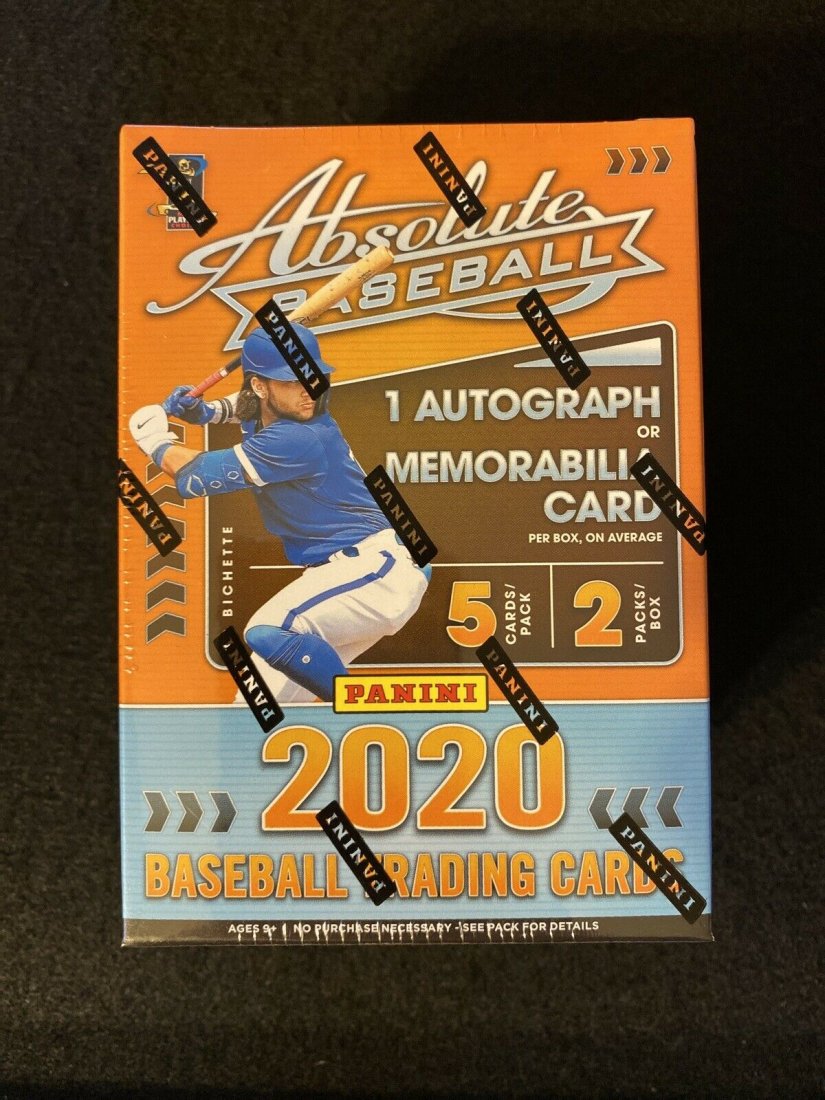 Absolute
BASEBALL
1 AUTOGRAPH
OR
MEMORABILIA
CARD
PER BOX, ON AVERAGE
BICHETTE
5 CARDS/
PACK
2 PACKS/
BOX
PANINI
2020
BASEBALL TRADING CARDS
AGES 9+ | NO PURCHASE NECESSARY - SEE PACK FOR DETAILS
PANINI
PANINI
PANINI
PANINI
PANINI
PANINI
PANINI
PANINI
PANINI
PANINI
PANINI